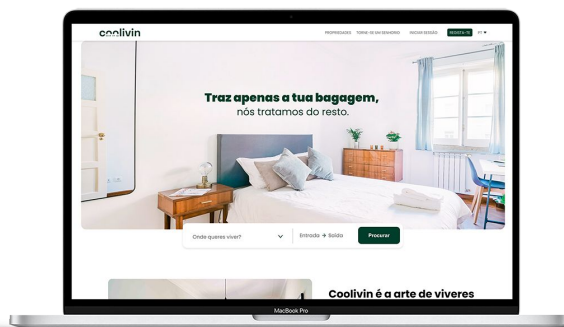 coolivin
PROPRIEDADES TORNE-SE UM SENHORIO INICIAR SESSÃO REGISTA-TE PT
Traz apenas a tua bagagem,
nós tratamos do resto.
Onde queres viver? Entrada → Saída Procurar
Coolivin é a arte de viveres
MacBook Pro